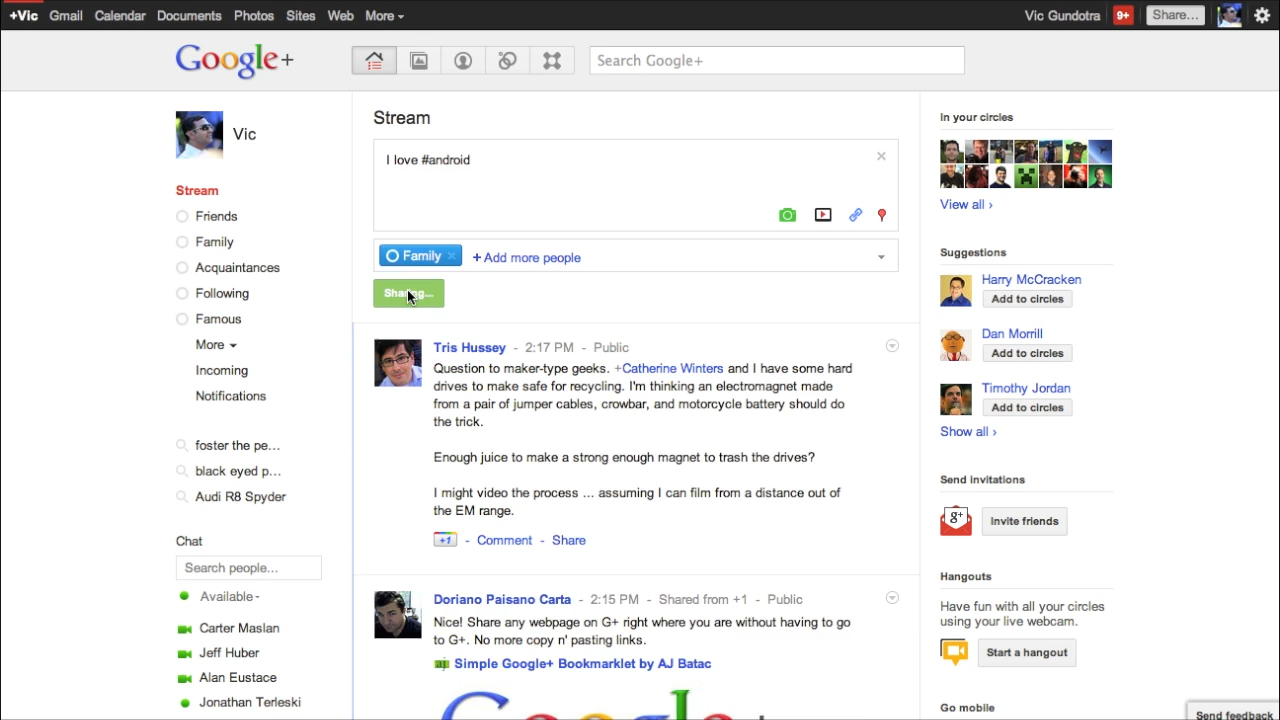 +Vic Gmail Calendar Documents Photos Sites Web More Vic Gundotra 9+ Share...
Google+
Search Google+
Vic
Stream
Friends
Family
Acquaintances
Following
Famous
More
Incoming
Notifications
foster the pe...
black eyed p...
Audi R8 Spyder
Chat
Search people...
Available
Carter Maslan
Jeff Huber
Alan Eustace
Jonathan Terleski
Stream
I love #android
Family × + Add more people
Sharing...
Tris Hussey - 2:17 PM - Public
Question to maker-type geeks. +Catherine Winters and I have some hard
drives to make safe for recycling. I'm thinking an electromagnet made
from a pair of jumper cables, crowbar, and motorcycle battery should do
the trick.
Enough juice to make a strong enough magnet to trash the drives?
I might video the process ... assuming I can film from a distance out of
the EM range.
+1 - Comment - Share
Doriano Paisano Carta - 2:15 PM - Shared from +1 - Public
Nice! Share any webpage on G+ right where you are without having to go
to G+. No more copy n' pasting links.
Simple Google+ Bookmarklet by AJ Batac
In your circles
View all ›
Suggestions
Harry McCracken
Add to circles
Dan Morrill
Add to circles
Timothy Jordan
Add to circles
Show all ›
Send invitations
g+ Invite friends
Hangouts
Have fun with all your circles
using your live webcam.
Start a hangout
Go mobile
Send feedback